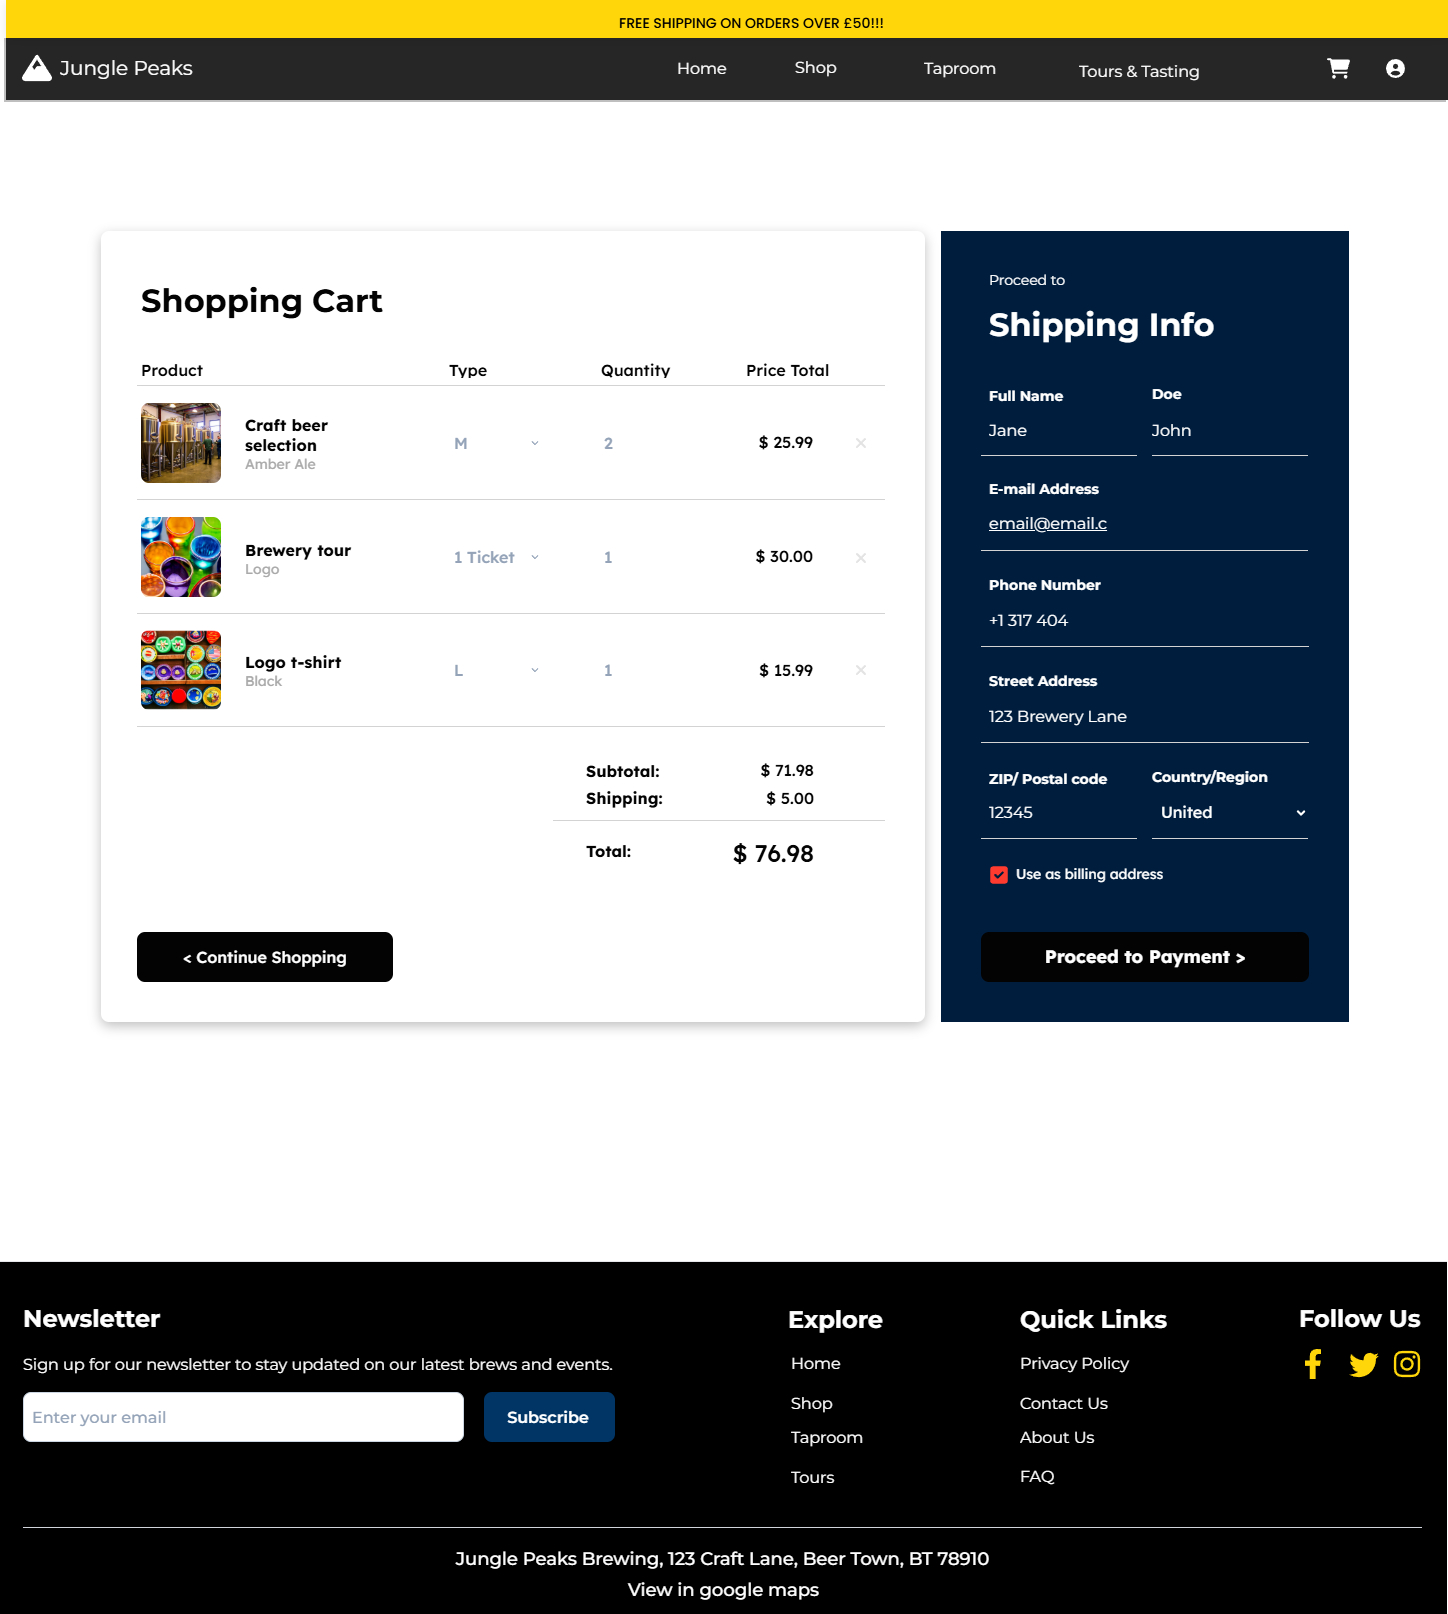 FREE SHIPPING ON ORDERS OVER £50!!!
Jungle Peaks
Home
Shop
Taproom
Tours & Tasting
Shopping Cart
Product
Type
Quantity
Price Total
Craft beer
selection
Amber Ale
M
2
$ 25.99
Brewery tour
Logo
1 Ticket
1
$ 30.00
Logo t-shirt
Black
L
1
$ 15.99
Subtotal:
$ 71.98
Shipping:
$ 5.00
Total:
$ 76.98
< Continue Shopping
Proceed to
Shipping Info
Full Name
Doe
Jane
John
E-mail Address
email@email.c
Phone Number
+1 317 404
Street Address
123 Brewery Lane
ZIP/ Postal code
Country/Region
12345
United
Use as billing address
Proceed to Payment >
Newsletter
Sign up for our newsletter to stay updated on our latest brews and events.
Enter your email
Subscribe
Explore
Home
Shop
Taproom
Tours
Quick Links
Privacy Policy
Contact Us
About Us
FAQ
Follow Us
Jungle Peaks Brewing, 123 Craft Lane, Beer Town, BT 78910
View in google maps